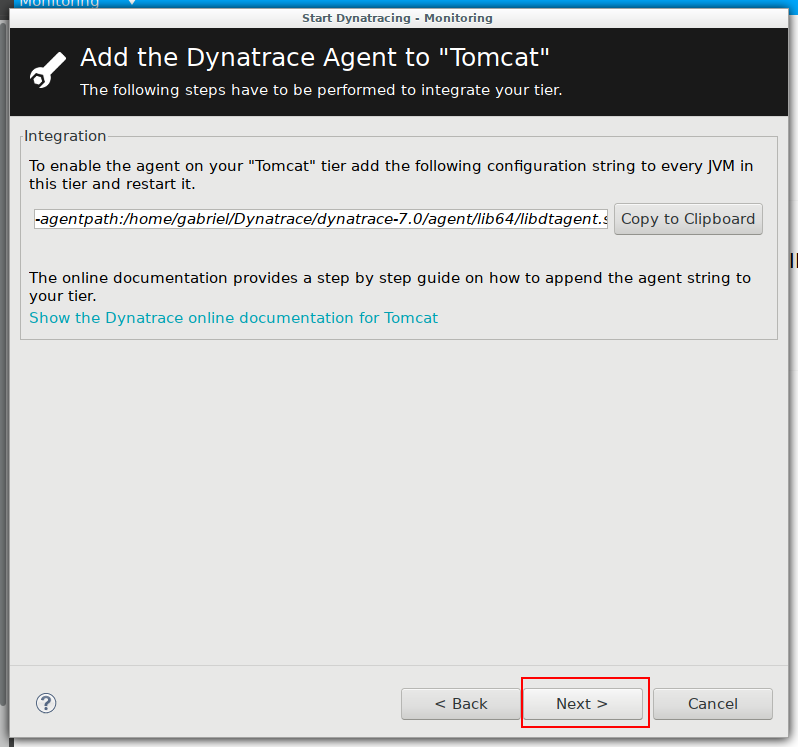 Monitoring
Start Dynatracing - Monitoring
Add the Dynatrace Agent to "Tomcat"
The following steps have to be performed to integrate your tier.
Integration
To enable the agent on your "Tomcat" tier add the following configuration string to every JVM in
this tier and restart it.
-agentpath:/home/gabriel/Dynatrace/dynatrace-7.0/agent/lib64/libdtagent.s
Copy to Clipboard
The online documentation provides a step by step guide on how to append the agent string to
your tier.
Show the Dynatrace online documentation for Tomcat
?
< Back
Next >
Cancel